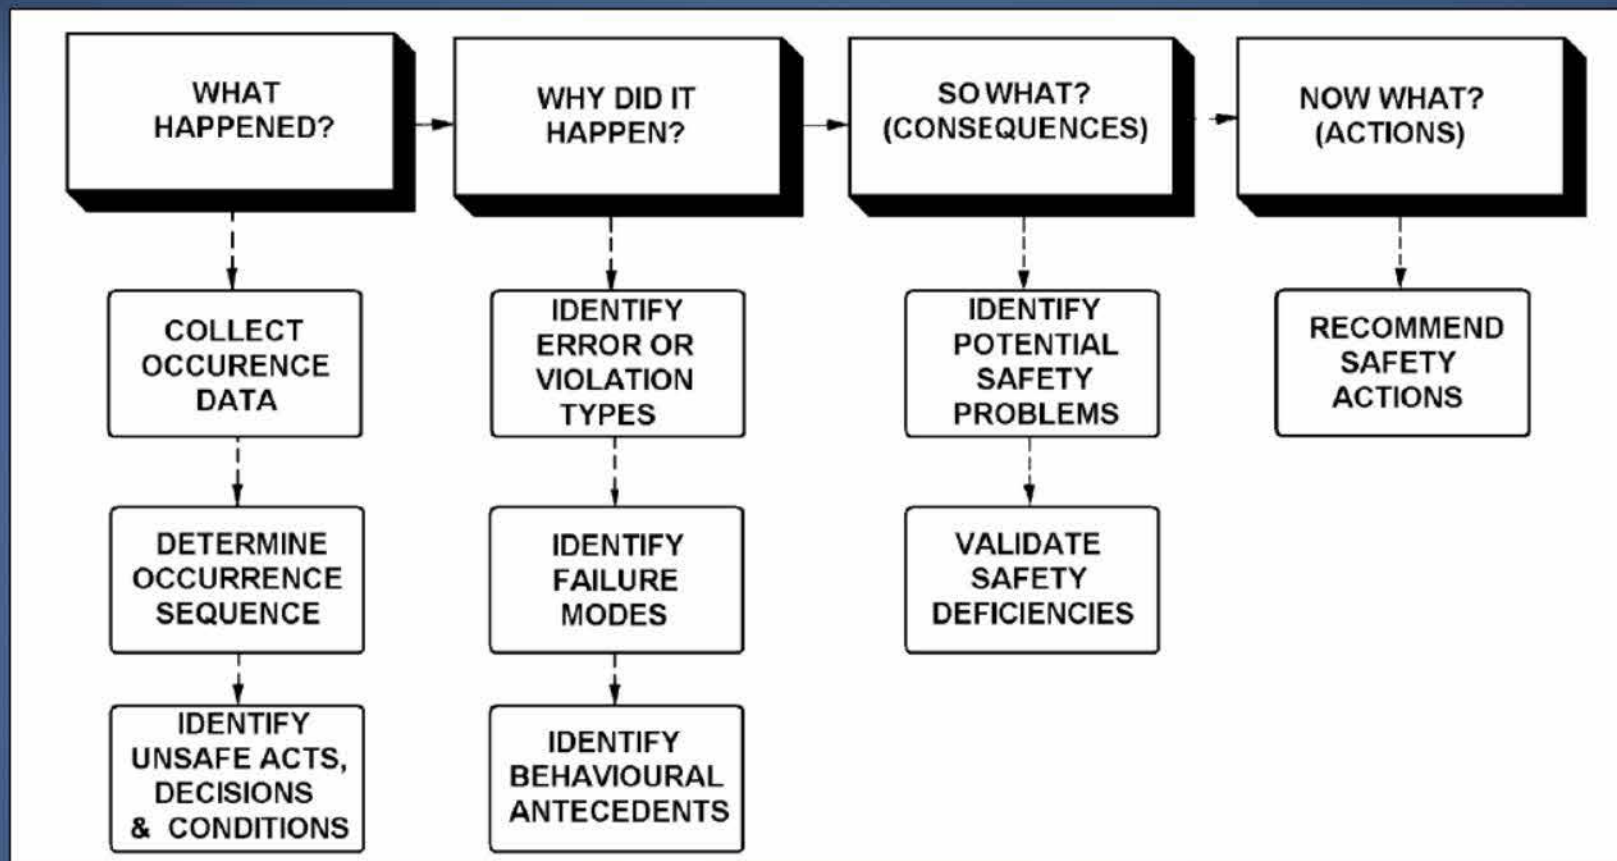 WHAT
HAPPENED?
WHY DID IT
HAPPEN?
SO WHAT?
(CONSEQUENCES)
NOW WHAT?
(ACTIONS)
COLLECT
OCCURENCE
DATA
IDENTIFY
ERROR OR
VIOLATION
TYPES
IDENTIFY
POTENTIAL
SAFETY
PROBLEMS
RECOMMEND
SAFETY
ACTIONS
DETERMINE
OCCURRENCE
SEQUENCE
IDENTIFY
FAILURE
MODES
VALIDATE
SAFETY
DEFICIENCIES
IDENTIFY
UNSAFE ACTS,
DECISIONS
& CONDITIONS
IDENTIFY
BEHAVIOURAL
ANTECEDENTS